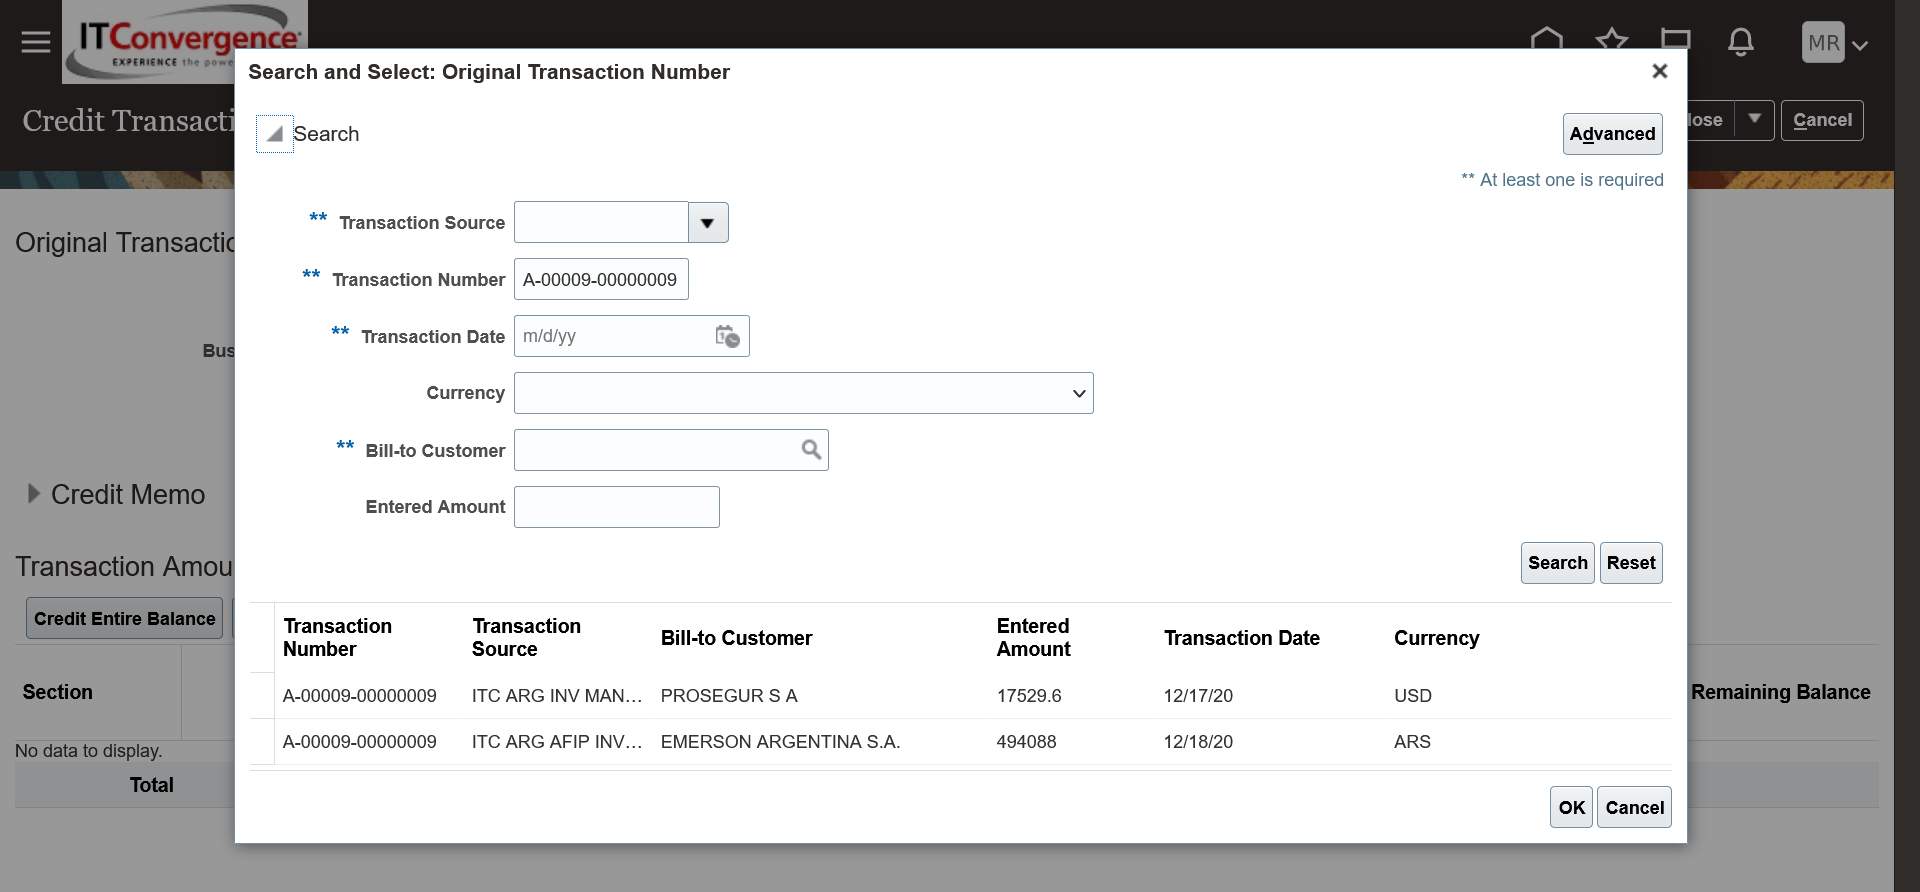 ITConvergence
EXPERIENCE the powe
MR
Search and Select: Original Transaction Number
Credit Transacti
lose
Cancel
Search
Advanced
** At least one is required
** Transaction Source
Original Transactio
** Transaction Number A-00009-00000009
** Transaction Date m/d/yy
Bus
Currency
** Bill-to Customer
Credit Memo
Entered Amount
Transaction Amou
Search Reset
Credit Entire Balance
Transaction Number Transaction Source Bill-to Customer Entered Amount Transaction Date Currency
Section
Remaining Balance
A-00009-00000009 ITC ARG INV MAN... PROSEGUR S A 17529.6 12/17/20 USD
A-00009-00000009 ITC ARG AFIP INV... EMERSON ARGENTINA S.A. 494088 12/18/20 ARS
No data to display.
Total
OK Cancel